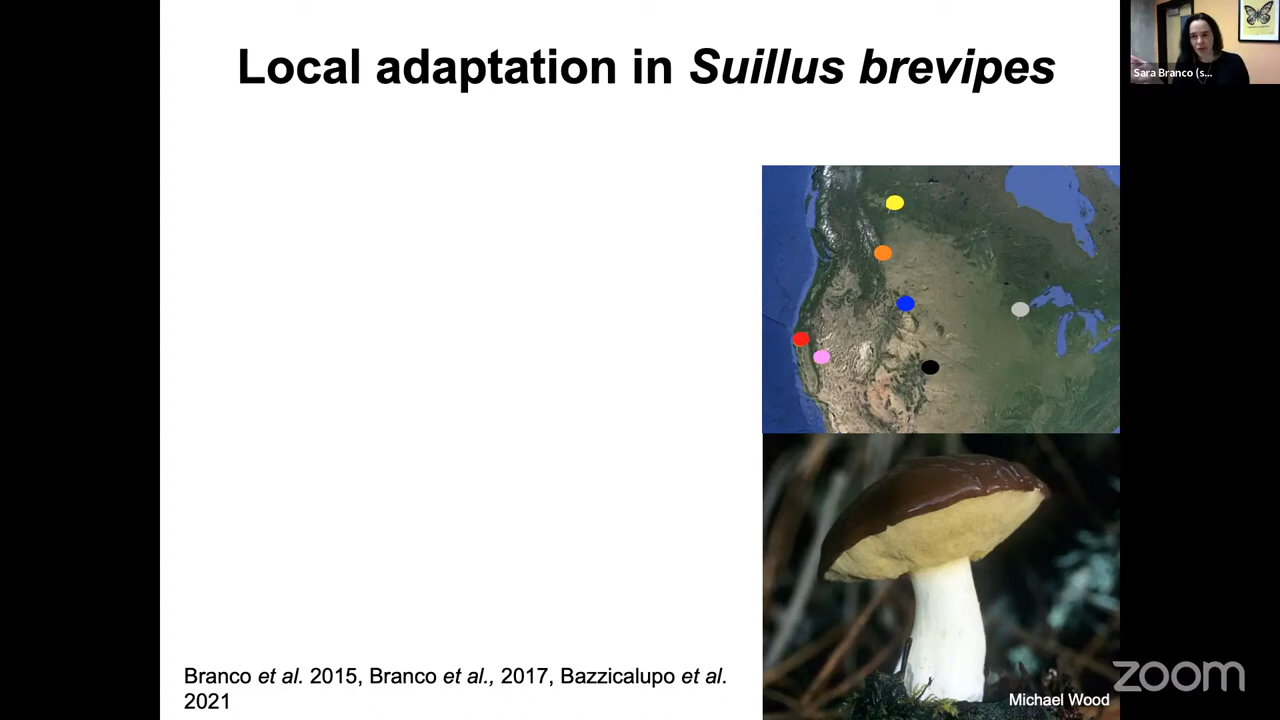 Local adaptation in Suillus brevipes
Sara Branco (s...
Branco et al. 2015, Branco et al., 2017, Bazzicalupo et al.
2021
Michael Wood
zoom